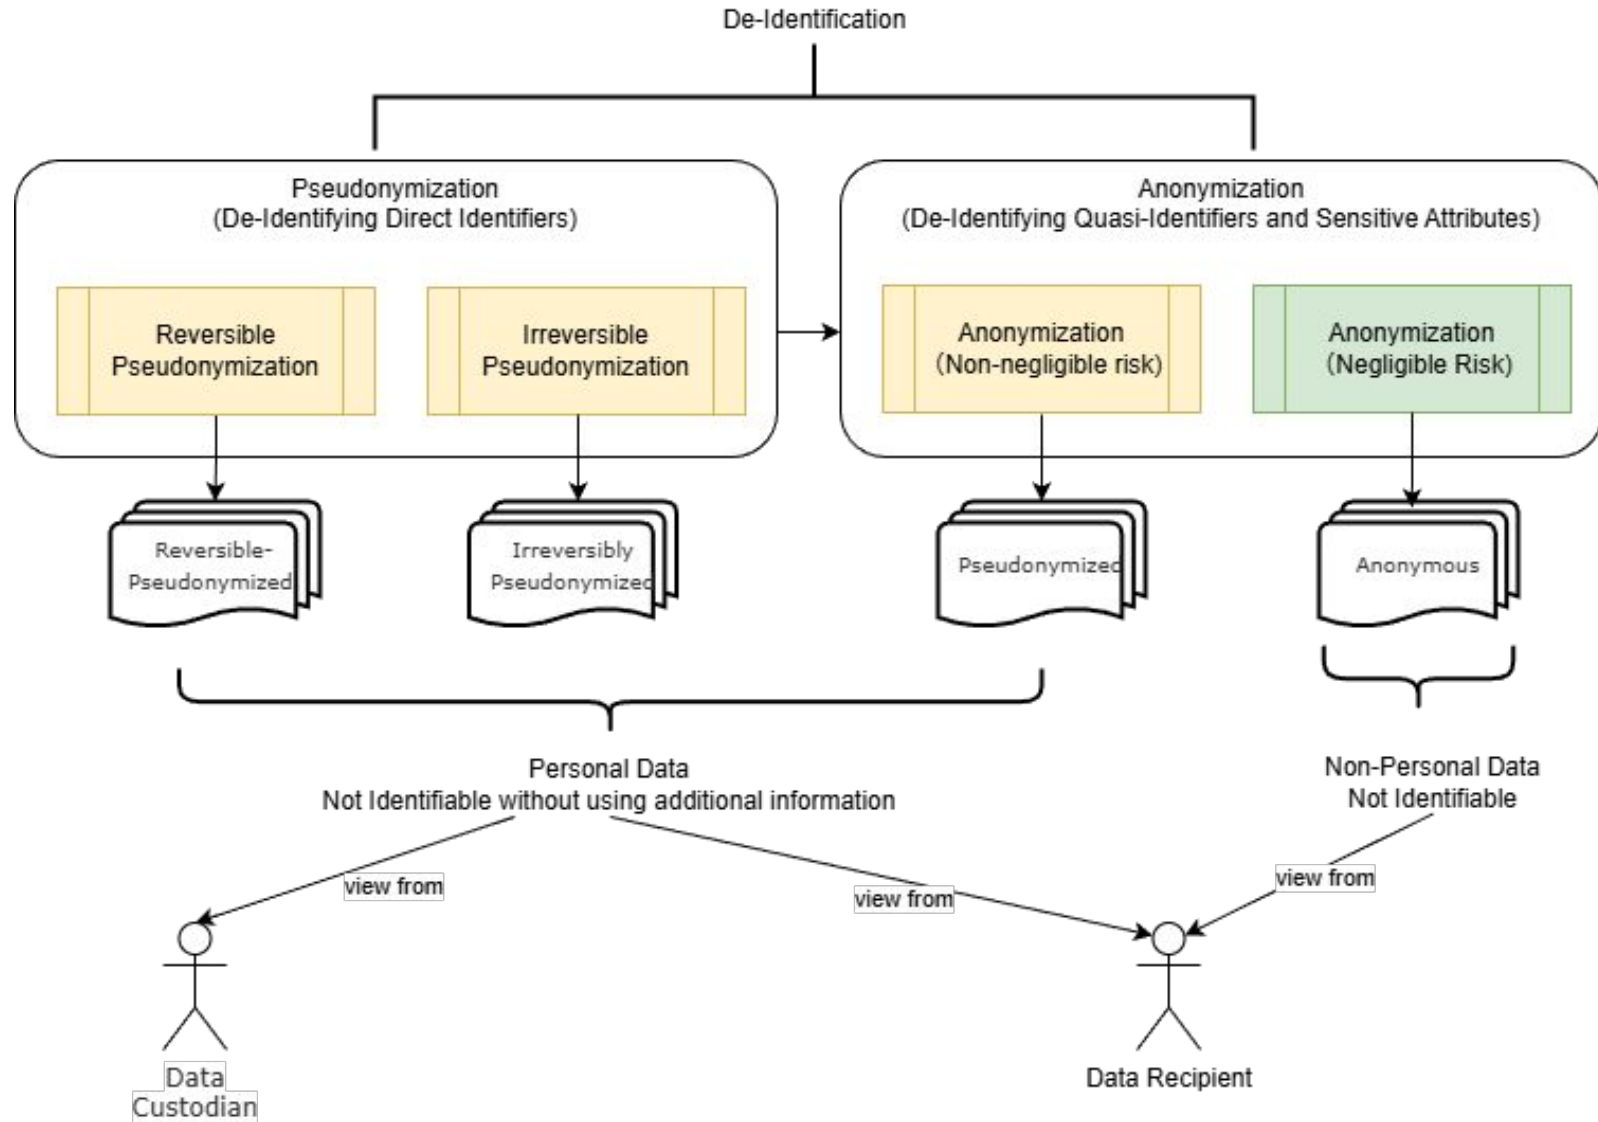 De-Identification
Pseudonymization
(De-Identifying Direct Identifiers)
Anonymization
(De-Identifying Quasi-Identifiers and Sensitive Attributes)
Reversible
Pseudonymization
Irreversible
Pseudonymization
Anonymization
(Non-negligible risk)
Anonymization
(Negligible Risk)
Reversible-
Pseudonymized
Irreversibly
Pseudonymized
Pseudonymized
Anonymous
Personal Data
Not Identifiable without using additional information
Non-Personal Data
Not Identifiable
view from
view from
view from
Data
Custodian
Data Recipient